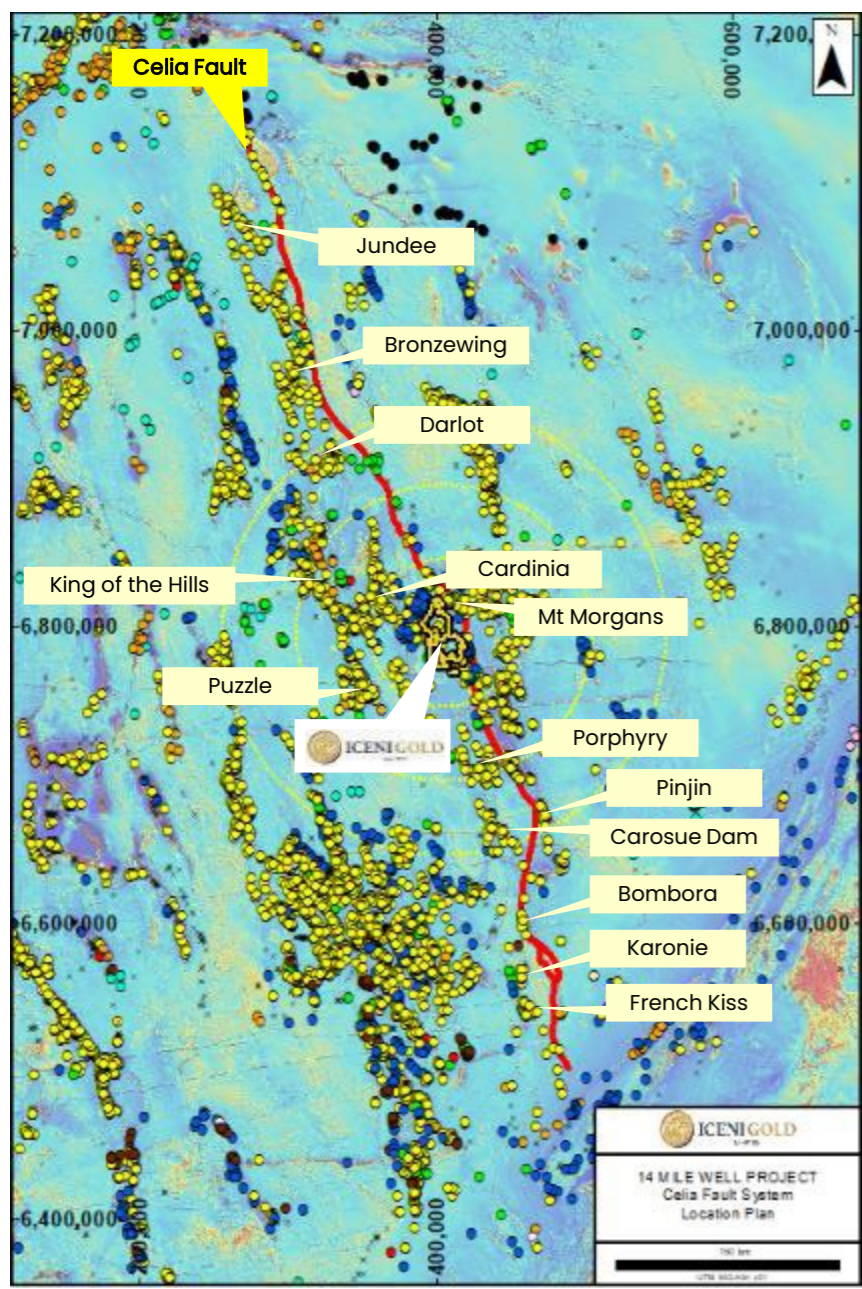 7,200,000
400,000
600,000
7,200,
N
Celia Fault
Jundee
7,000,000
7,000,000
Bronzewing
Darlot
Cardinia
King of the Hills
Mt Morgans
6,800,000
6,800,000
Puzzle
ICENI GOLD
Porphyry
Pinjin
Carosue Dam
Bombora
6,600,000
6,600,000
Karonie
French Kiss
ICENI GOLD
14 MILE WELL PROJECT
Celia Fault System
Location Plan
6,400,000
400,000